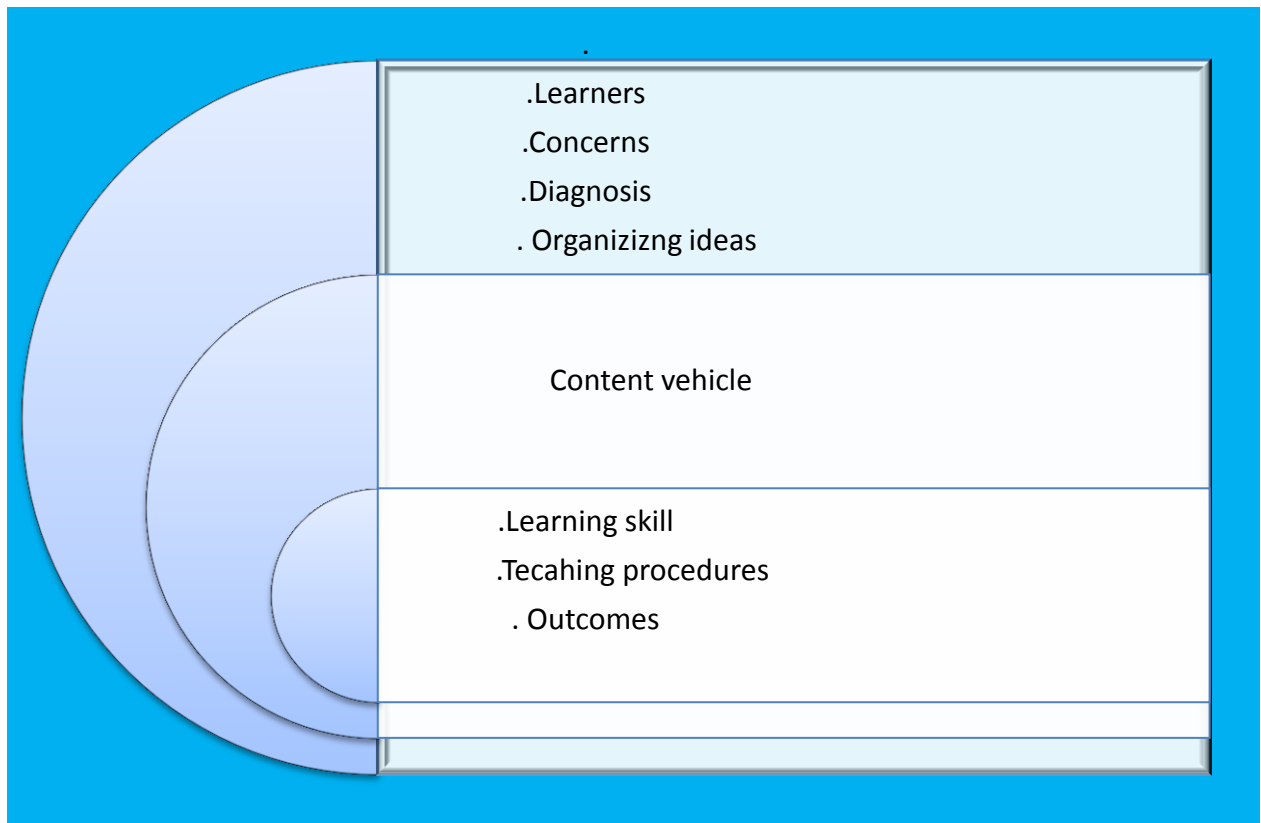 .
.Learners
.Concerns
.Diagnosis
. Organizizng ideas
Content vehicle
.Learning skill
.Tecahing procedures
. Outcomes